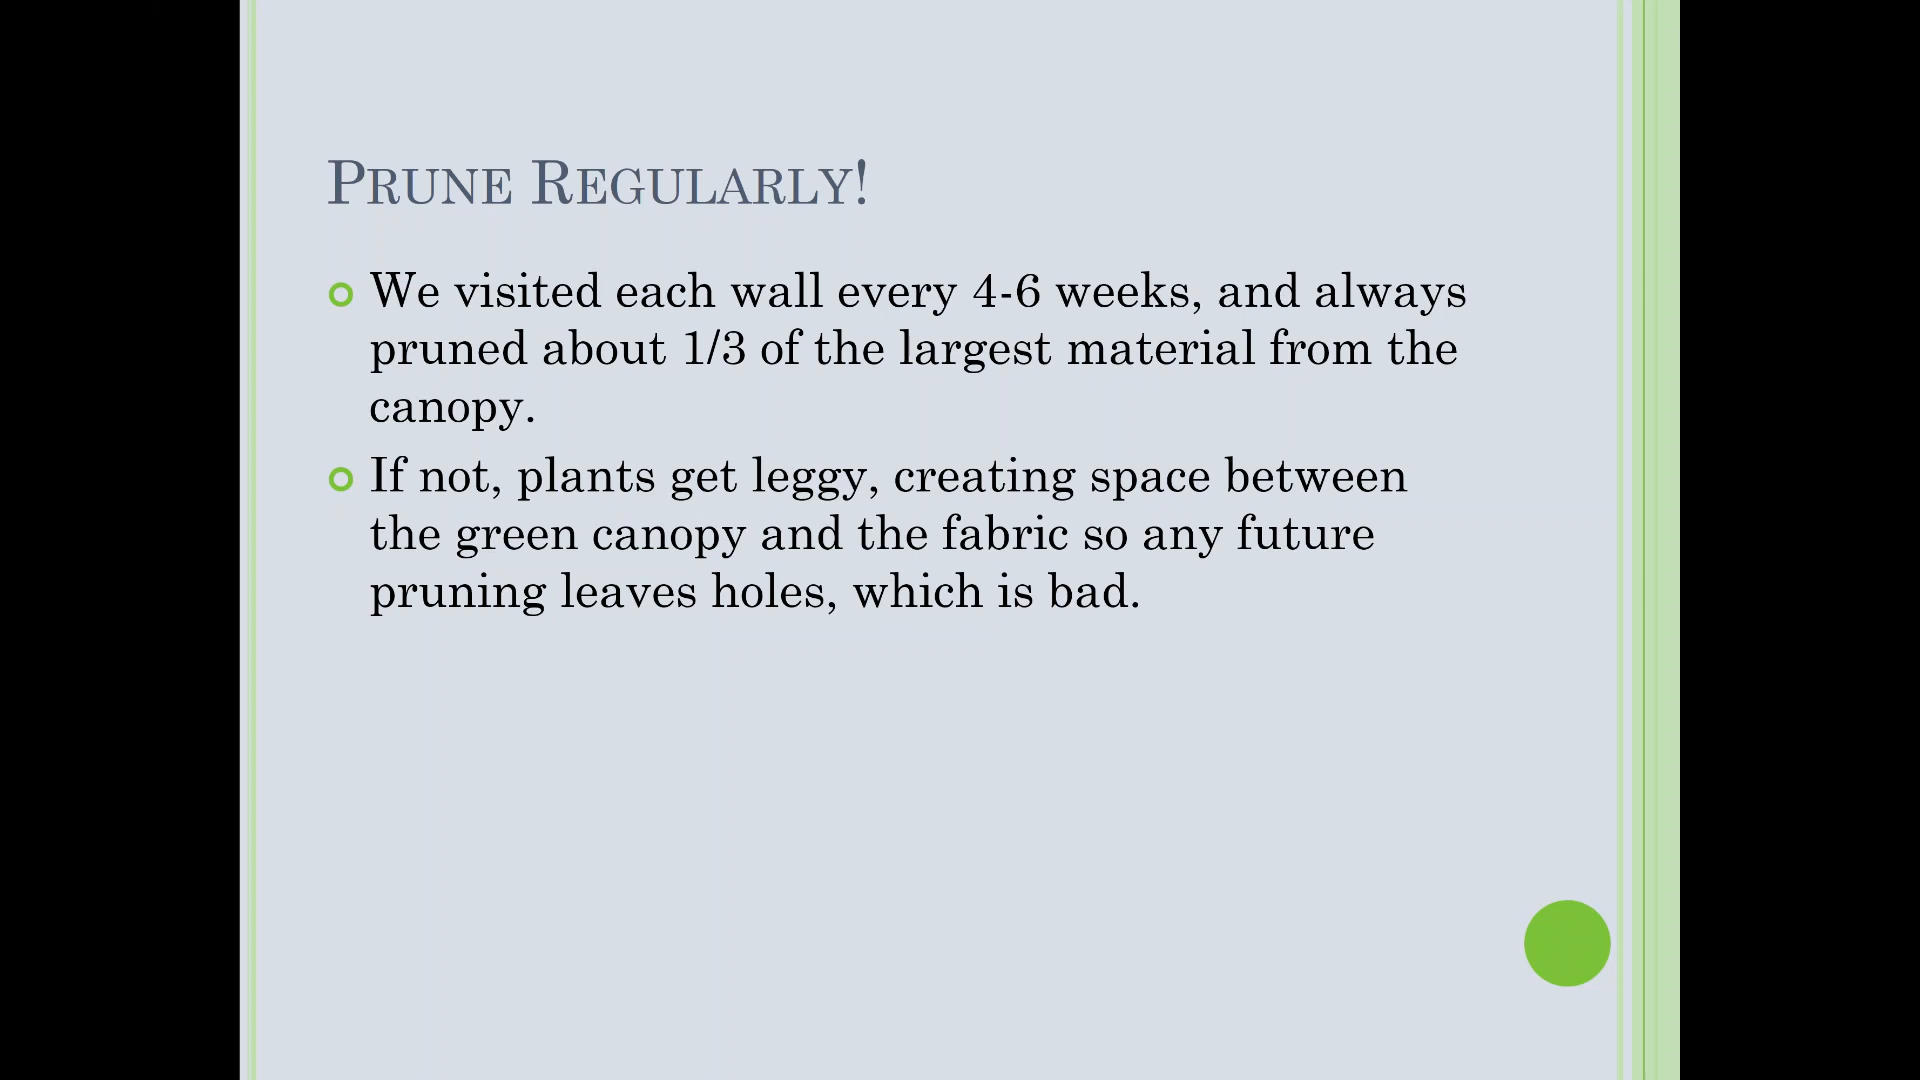 PRUNE REGULARLY!
We visited each wall every 4-6 weeks, and always
pruned about 1/3 of the largest material from the
canopy.
If not, plants get leggy, creating space between
the green canopy and the fabric so any future
pruning leaves holes, which is bad.